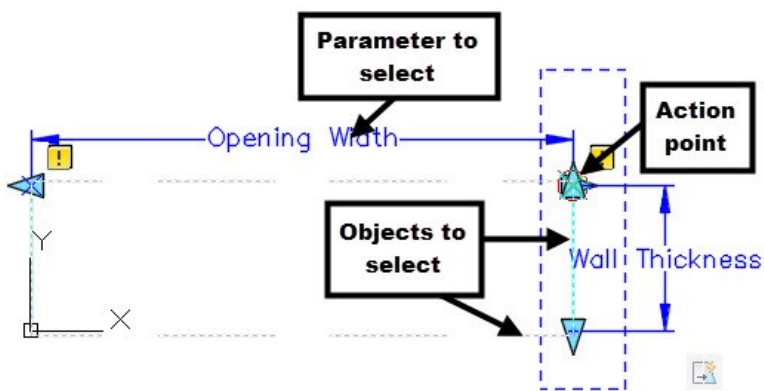 Parameter to
select
Opening Width
!
Action
point
Objects to
select
Wall Thickness
Y
X